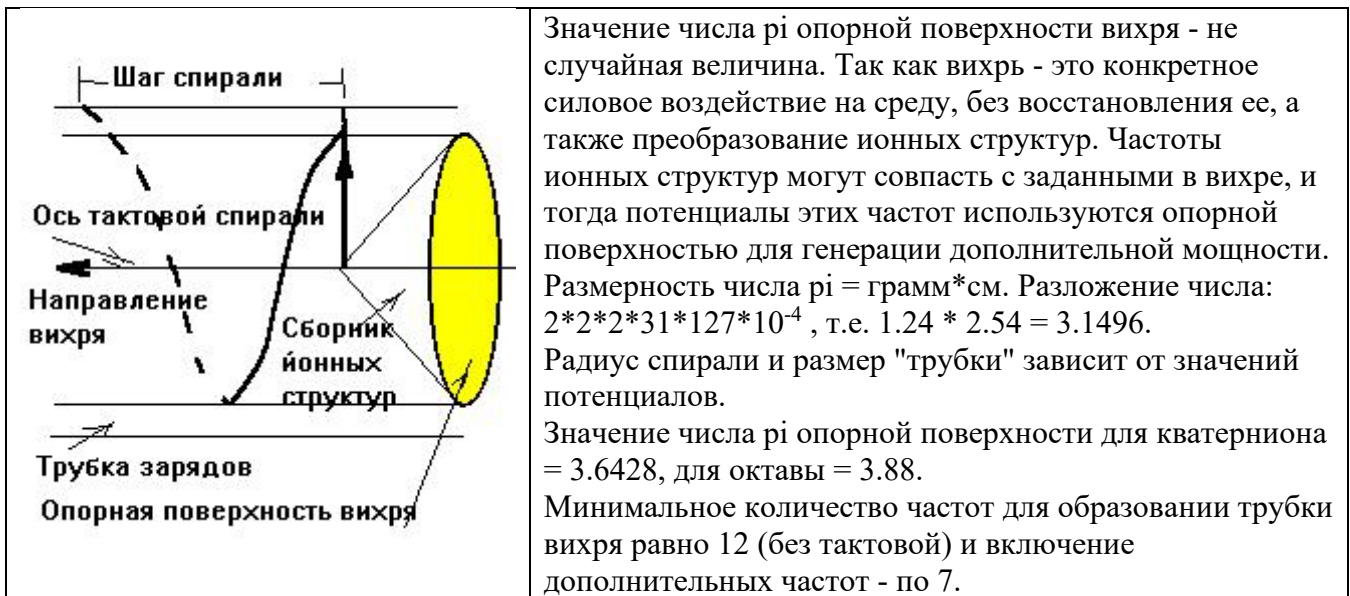 Шаг спирали
Ось тактовой спирали
Направление
вихря
Сборник
йонных
структур
Трубка зарядов
Опорная поверхность вихря
Значение числа pi опорной поверхности вихря - не
случайная величина. Так как вихрь - это конкретное
силовое воздействие на среду, без восстановления ее, а
также преобразование ионных структур. Частоты
ионных структур могут совпасть с заданными в вихре, и
тогда потенциалы этих частот используются опорной
поверхностью для генерации дополнительной мощности.
Размерность числа pi = грамм*см. Разложение числа:
2*2*2*31*127*10-4 , т.е. 1.24 * 2.54 = 3.1496.
Радиус спирали и размер "трубки" зависит от значений
потенциалов.
Значение числа pi опорной поверхности для кватерниона
= 3.6428, для октавы = 3.88.
Минимальное количество частот для образовании трубки
вихря равно 12 (без тактовой) и включение
дополнительных частот - по 7.